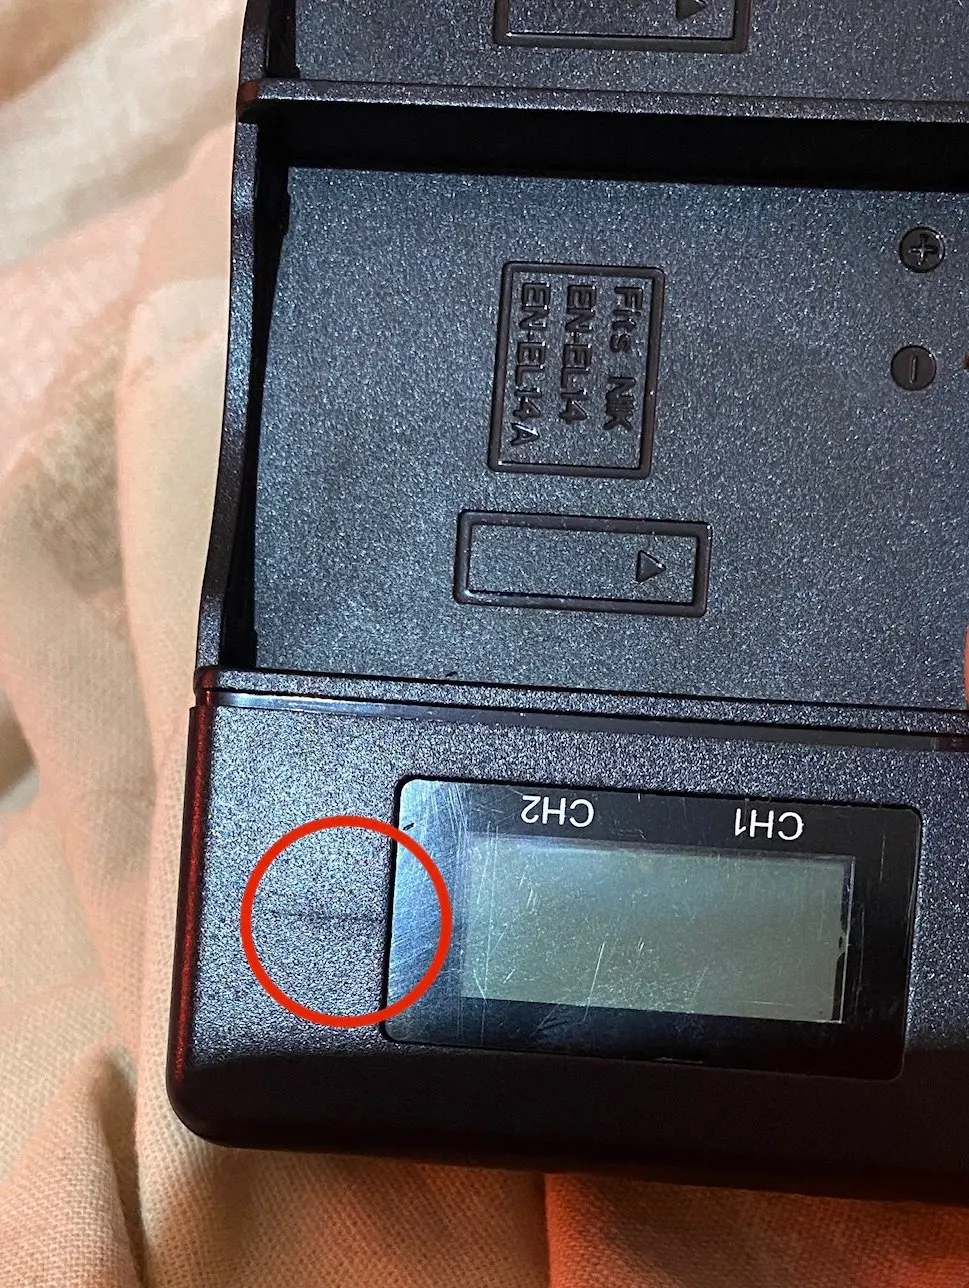 Fits NIK
EN-EL14
EN-EL14A
CH1
CH2